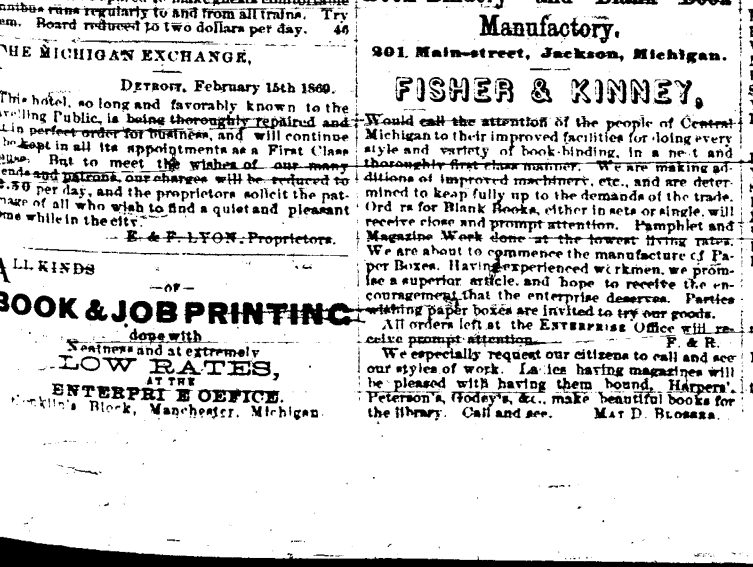 mnibus runs regularly to and from all trains. Try
em. Board reduced to two dollars per day. 46
HE MICHIGAN EXCHANGE,
DETROIT, February 15th 1869.
This hotel, so long and favorably known to the
velling Public, is being thoroughly repaired and
t in perfect order for business, and will continue
be kept in all its appointments as a First Class
use. But to meet the wishes of our many
ends and patrons, our charges will be reduced to
2.50 per day, and the proprietors solicit the pat-
nage of all who wish to find a quiet and pleasant
ome while in the city.
E. & F. LYON, Proprietors.
ALL KINDS
—OF—
BOOK & JOB PRINTING
done with
Neatness and at extremely
LOW RATES,
AT THE
ENTERPRI E OFFICE.
Conklin's Block, Manchester, Michigan.
Book-Bindery and Blank Book
Manufactory,
201, Main-street, Jackson, Michigan.
FISHER & KINNEY,
Would call the attention of the people of Central
Michigan to their improved facilities for doing every
style and variety of book-binding, in a neat and
thoroughly first class manner. We are making ad-
ditions of improved machinery, etc., and are deter-
mined to keep fully up to the demands of the trade.
Ord rs for Blank Books, either in sets or single, will
receive close and prompt attention. Pamphlet and
Magazine Work done at the lowest living rates.
We are about to commence the manufacture of Pa-
per Boxes. Having experienced workmen, we prom-
ise a superior article, and hope to receive the en-
couragement that the enterprise deserves. Parties
wishing paper boxes are invited to try our goods.
All orders left at the ENTERPRISE Office will re-
ceive prompt attention. F. & K.
We especially request our citizens to call and see
our styles of work. La ies having magazines will
be pleased with having them bound. Harpers',
Peterson's, Godey's, &c., make beautiful books for
the library. Call and see. MAT D. BLOSSER.